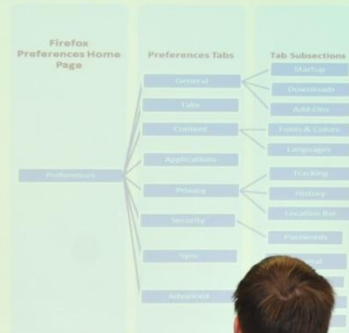 Firefox
Preferences Home
Page
Preferences Tabs
Tab Subsections
Preferences
General
Tabs
Content
Applications
Privacy
Security
Sync
Advanced
Startup
Downloads
Add-Ons
Fonts & Colors
Languages
Tracking
History
Location Bar
Passwords